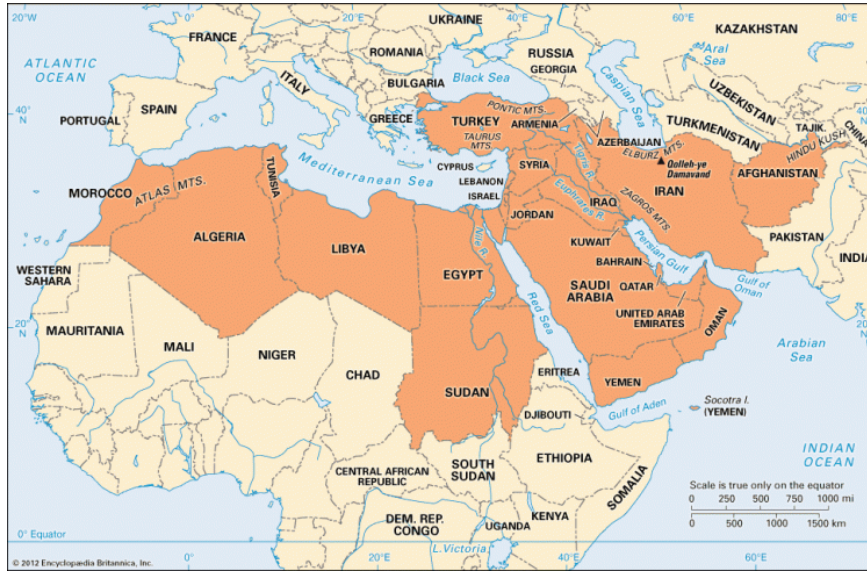 20°W
0°
20°E
40°E
60°E
80°E
ATLANTIC
OCEAN
FRANCE
UKRAINE
KAZAKHSTAN
ROMANIA
RUSSIA
GEORGIA
Aral
Sea
ITALY
BULGARIA
Black Sea
Caspian Sea
UZBEKISTAN
40°
PORTUGAL
SPAIN
GREECE
TURKEY
PONTIC MTS.
TAURUS
MTS.
ARMENIA
AZERBAIJAN
TURKMENISTAN
TAJIK.
CHINA
HINDU KUSH
ELBURZ MTS.
Qolleh-ye
Damavand
Mediterranean Sea
CYPRUS
SYRIA
LEBANON
ISRAEL
Tigris R.
Euphrates R.
IRAQ
ZAGROS MTS.
IRAN
AFGHANISTAN
MOROCCO
ATLAS MTS.
TUNISIA
JORDAN
KUWAIT
Persian Gulf
PAKISTAN
INDIA
ALGERIA
LIBYA
EGYPT
Nile R.
BAHRAIN
QATAR
SAUDI
ARABIA
UNITED ARAB
EMIRATES
OMAN
Gulf of
Oman
WESTERN
SAHARA
20°
Red Sea
Arabian
Sea
MAURITANIA
MALI
NIGER
CHAD
SUDAN
ERITREA
YEMEN
Socotra I.
(YEMEN)
DJIBOUTI
Gulf of Aden
INDIAN
OCEAN
CENTRAL AFRICAN
REPUBLIC
SOUTH
SUDAN
ETHIOPIA
SOMALIA
Scale is true only on the equator
0 250 500 750 1000 mi
0 500 1000 1500 km
0° Equator
DEM. REP.
CONGO
UGANDA
KENYA
L.Victoria
© 2012 Encyclopædia Britannica, Inc.
0°
20°
40°
60°